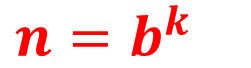 n = b^k